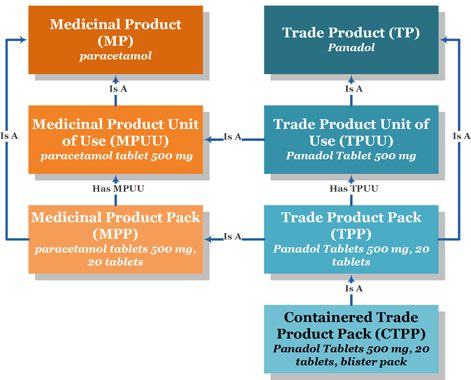 Medicinal Product
(MP)
paracetamol
Trade Product (TP)
Panadol
Is A
Is A
Is A
Is A
Medicinal Product Unit
of Use (MPUU)
paracetamol tablet 500 mg
Is A
Trade Product Unit of
Use (TPUU)
Panadol Tablet 500 mg
Has MPUU
Has TPUU
Medicinal Product Pack
(MPP)
paracetamol tablets 500 mg,
20 tablets
Is A
Trade Product Pack
(TPP)
Panadol Tablets 500 mg, 20
tablets
Is A
Containered Trade
Product Pack (CTPP)
Panadol Tablets 500 mg, 20
tablets, blister pack